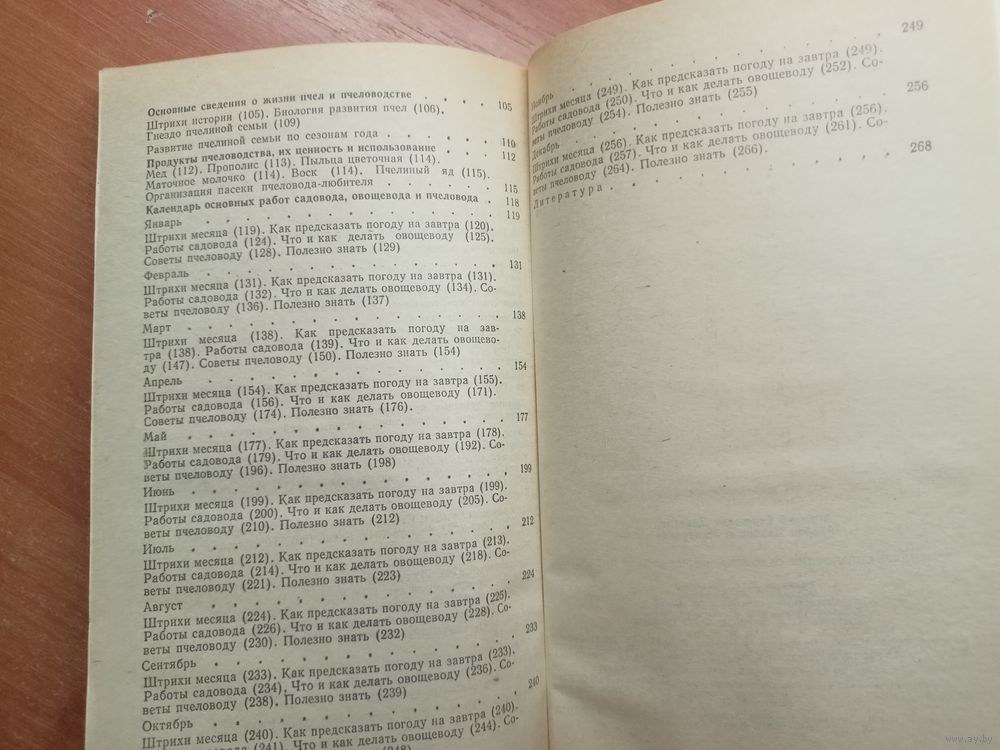 Основные сведения о жизни пчел и пчеловодстве . . . . . 105
Штрихи истории (105). Биология развития пчел (106).
Гнездо пчелиной семьи (109)
Развитие пчелиной семьи по сезонам года . . . . . . . 110
Продукты пчеловодства, их ценность и использование . . . . 112
Мед (112). Прополис (113). Пыльца цветочная (114).
Маточное молочко (114). Воск (114). Пчелиный яд (115).
Организация пасеки пчеловода-любителя . . . . . . . 115
Календарь основных работ садовода, овощевода и пчеловода . 118
Январь . . . . . . . . . . . . . . 119
Штрихи месяца (119). Как предсказать погоду на завтра (120).
Работы садовода (124). Что и как делать овощеводу (125).
Советы пчеловоду (128). Полезно знать (129)
Февраль . . . . . . . . . . . . . . 131
Штрихи месяца (131). Как предсказать погоду на завтра (131).
Работы садовода (132). Что и как делать овощеводу (134). Со-
веты пчеловоду (136). Полезно знать (137)
Март . . . . . . . . . . . . . . . 138
Штрихи месяца (138). Как предсказать погоду на зав-
тра (138). Работы садовода (139). Что и как делать овощево-
ду (147). Советы пчеловоду (150). Полезно знать (154)
Апрель . . . . . . . . . . . . . . 154
Штрихи месяца (154). Как предсказать погоду на завтра (155).
Работы садовода (156). Что и как делать овощеводу (171).
Советы пчеловоду (174). Полезно знать (176).
Май . . . . . . . . . . . . . . . 177
Штрихи месяца (177). Как предсказать погоду на завтра (178).
Работы садовода (179). Что и как делать овощеводу (192). Со-
веты пчеловоду (196). Полезно знать (198)
Июнь . . . . . . . . . . . . . . . 199
Штрихи месяца (199). Как предсказать погоду на завтра (199).
Работы садовода (200). Что и как делать овощеводу (205). Со-
веты пчеловоду (210). Полезно знать (212)
Июль . . . . . . . . . . . . . . . 212
Штрихи месяца (212). Как предсказать погоду на завтра (213).
Работы садовода (214). Что и как делать овощеводу (218). Со-
веты пчеловоду (221). Полезно знать (223)
Август . . . . . . . . . . . . . . 224
Штрихи месяца (224). Как предсказать погоду на завтра (225).
Работы садовода (226). Что и как делать овощеводу (228). Со-
веты пчеловоду (230). Полезно знать (232)
Сентябрь . . . . . . . . . . . . . . 233
Штрихи месяца (233). Как предсказать погоду на завтра (233).
Работы садовода (234). Что и как делать овощеводу (236). Со-
веты пчеловоду (238). Полезно знать (239)
Октябрь . . . . . . . . . . . . . . 240
Штрихи месяца (240). Как предсказать погоду на завтра (240).
садовода (241). Что и как делать овощеводу (244). Со-
Ноябрь . . . . . . . . . . . . . . 249
Штрихи месяца (249). Как предсказать погоду на завтра (249).
Работы садовода (250). Что и как делать овощеводу (252). Со-
веты пчеловоду (254). Полезно знать (255)
Декабрь . . . . . . . . . . . . . . 256
Штрихи месяца (256). Как предсказать погоду на завтра (256).
Работы садовода (257). Что и как делать овощеводу (261). Со-
веты пчеловоду (264). Полезно знать (266).
Литература . . . . . . . . . . . . . 268
www.ay.by